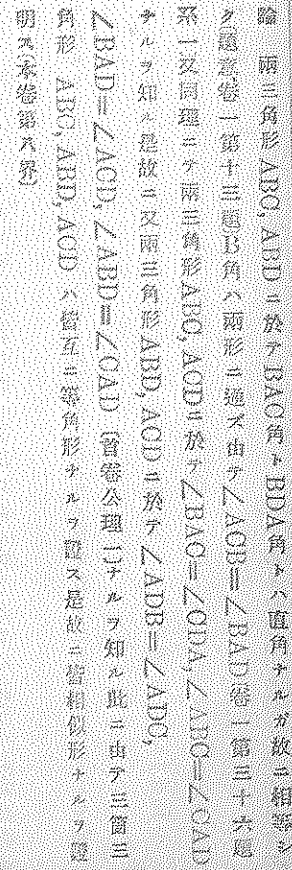 論 兩三角形 ABC, ABD ニ於テ BAC角ト BDA角トハ直角ナルガ故ニ相等シ
ク題意卷一第十三題B角ハ兩形ニ通ズ由テ∠ACB=∠BAD卷一第三十六題
系一又同理ニテ兩三角形ABC, ACDニ於テ∠BAC=∠CDA,∠ABC=∠CAD
ナルヲ知ル是故ニ又兩三角形ABD, ACDニ於テ∠ADB=∠ADC,
∠BAD=∠ACD,∠ABD=∠CAD〔首卷公理一〕ナルヲ知ル此ニ由テ三箇三
角形 ABC, ABD, ACD ハ皆互ニ等角形ナルヲ證ス是故ニ皆相似形ナルヲ證
明ス〔本卷第八界〕